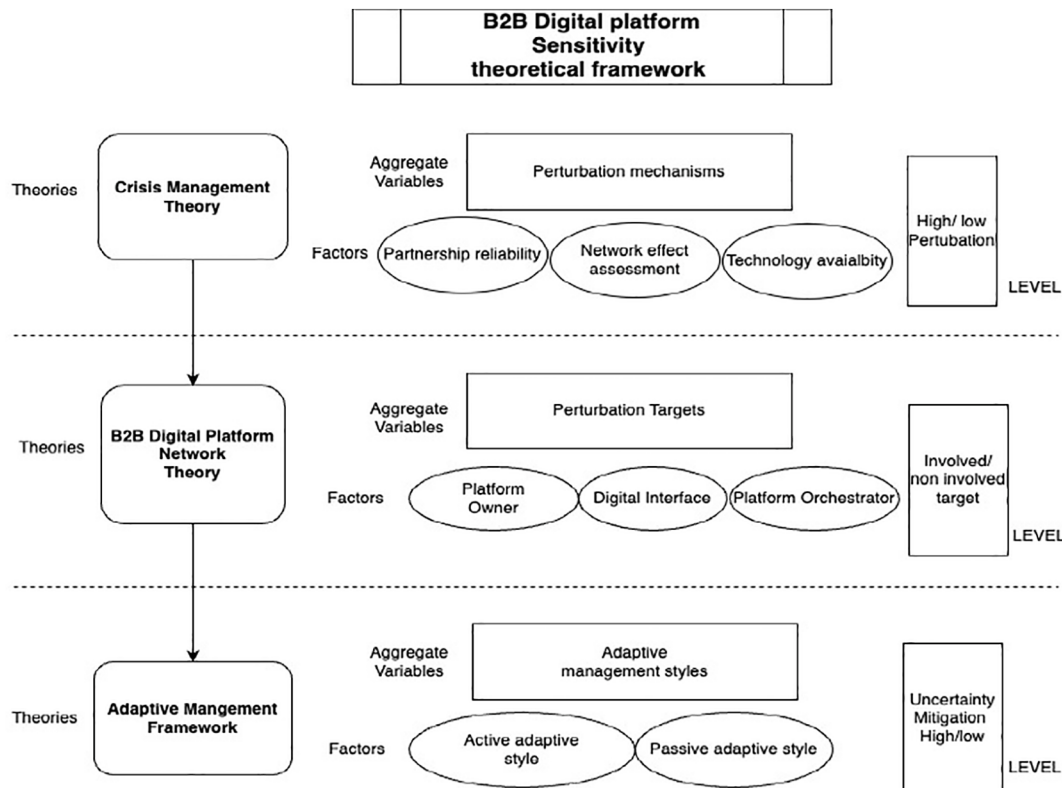 B2B Digital platform
Sensitivity
theoretical framework
Theories
Crisis Management
Theory
Aggregate
Variables
Perturbation mechanisms
Factors
Partnership reliability
Network effect
assessment
Technology avaialbity
High/ low
Pertubation
LEVEL
Theories
B2B Digital Platform
Network
Theory
Aggregate
Variables
Perturbation Targets
Factors
Platform
Owner
Digital Interface
Platform Orchestrator
Involved/
non involved
target
LEVEL
Theories
Adaptive Mangement
Framework
Aggregate
Variables
Adaptive
management styles
Factors
Active adaptive
style
Passive adaptive style
Uncertainty
Mitigation
High/low
LEVEL